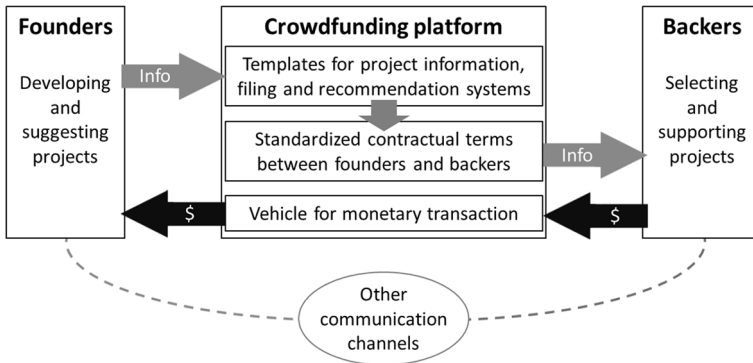 Founders
Developing
and
suggesting
projects
Info
Crowdfunding platform
Templates for project information,
filing and recommendation systems
Standardized contractual terms
between founders and backers
Info
Vehicle for monetary transaction
$
$
Backers
Selecting
and
supporting
projects
Other
communication
channels